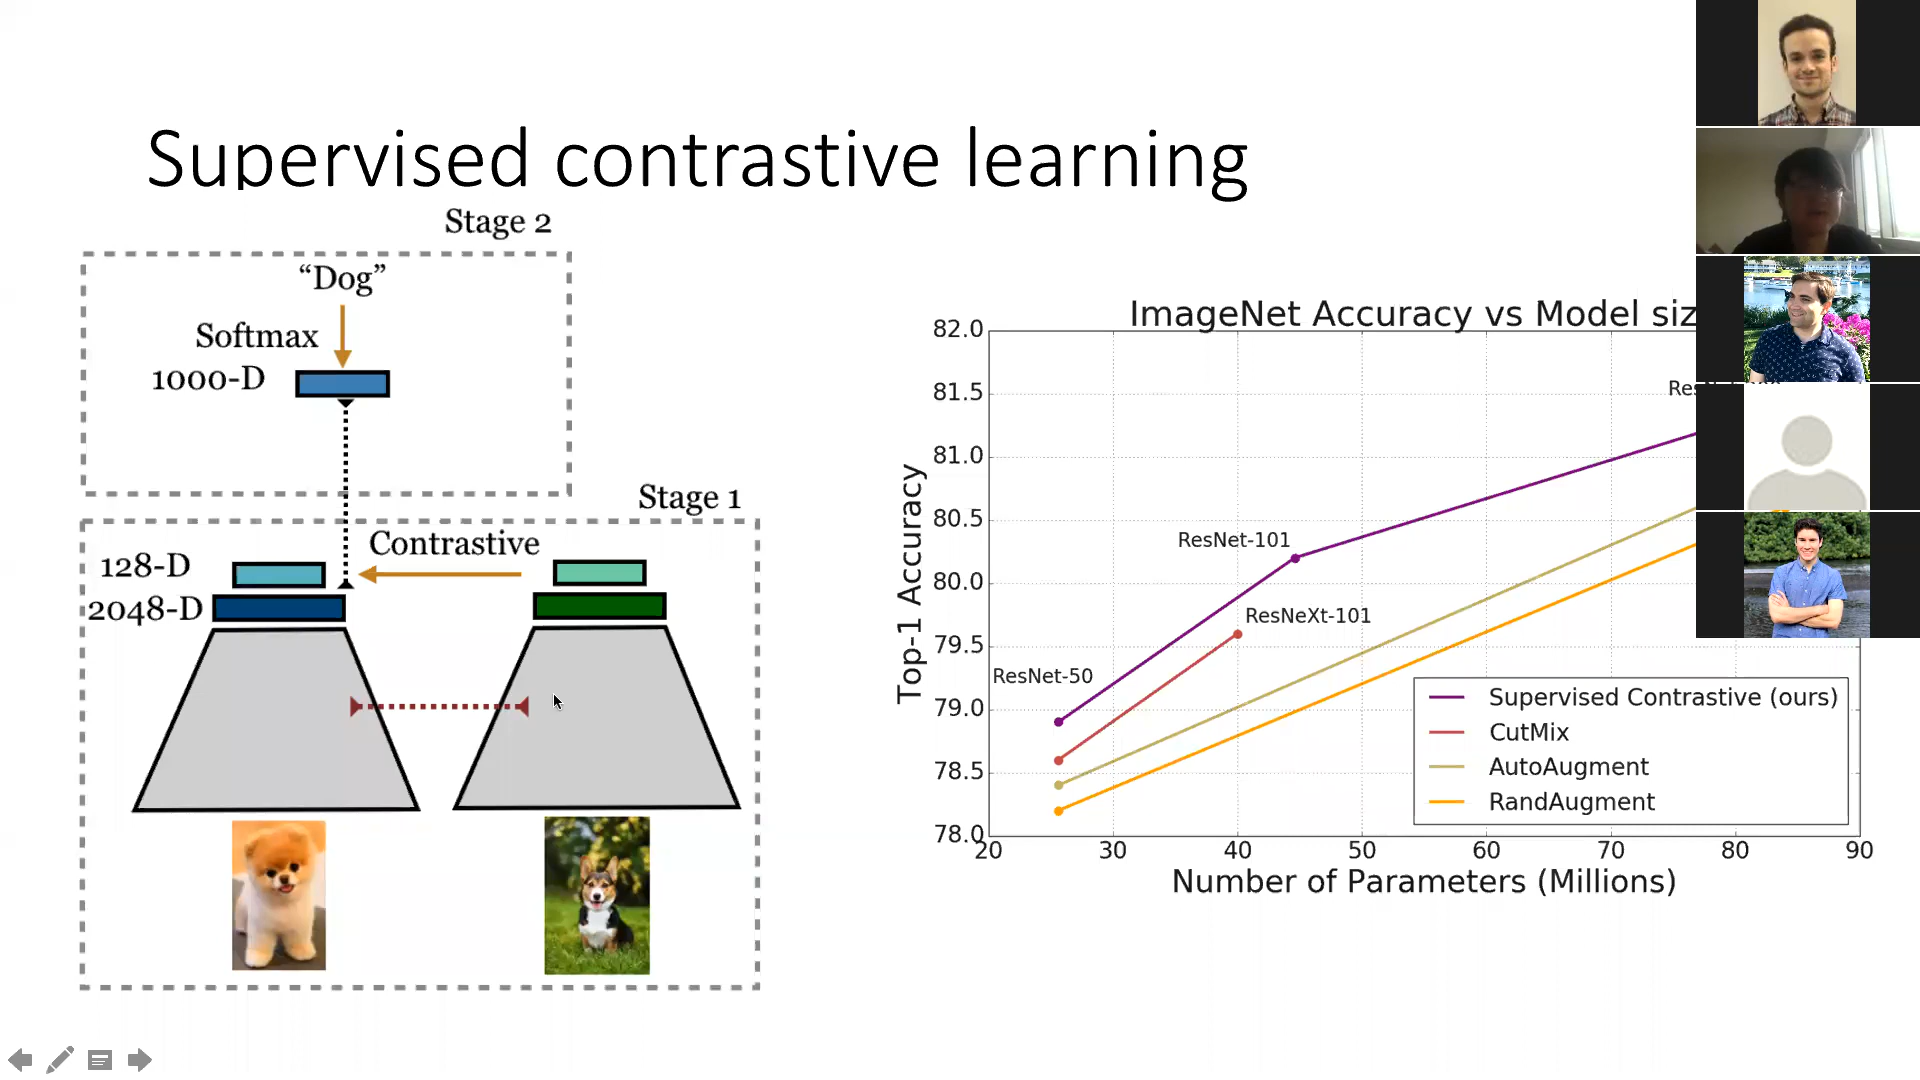 Supervised contrastive learning
Stage 2
“Dog”
Softmax
1000-D
Stage 1
Contrastive
128-D
2048-D
ImageNet Accuracy vs Model siz
82.0
81.5
81.0
80.5
80.0
79.5
79.0
78.5
78.0
Top-1 Accuracy
ResNet-101
ResNeXt-101
ResNet-50
Supervised Contrastive (ours)
CutMix
AutoAugment
RandAugment
20 30 40 50 60 70 80 90
Number of Parameters (Millions)